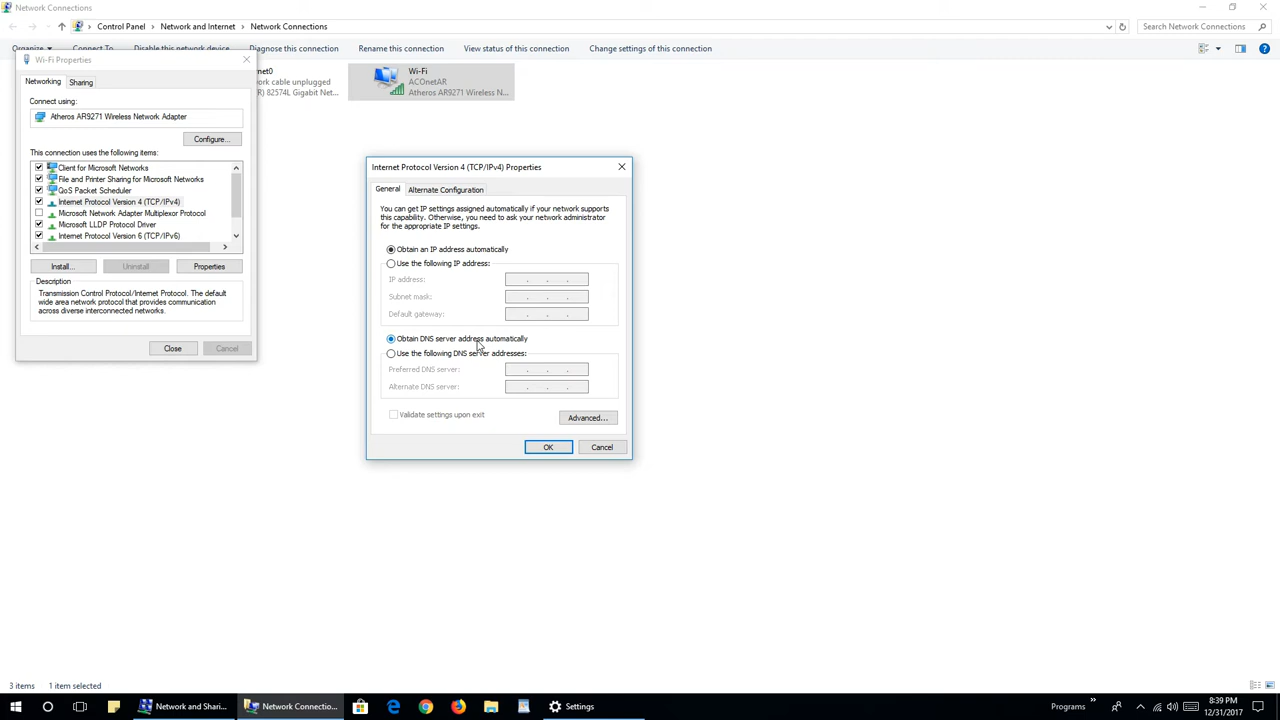 Network Connections
Control Panel > Network and Internet > Network Connections
Search Network Connections
Organize
Connect To
Disable this network device
Diagnose this connection
Rename this connection
View status of this connection
Change settings of this connection
Wi-Fi Properties
Networking
Sharing
Connect using:
Atheros AR9271 Wireless Network Adapter
Configure...
This connection uses the following items:
Client for Microsoft Networks
File and Printer Sharing for Microsoft Networks
QoS Packet Scheduler
Internet Protocol Version 4 (TCP/IPv4)
Microsoft Network Adapter Multiplexor Protocol
Microsoft LLDP Protocol Driver
Internet Protocol Version 6 (TCP/IPv6)
Install...
Uninstall
Properties
Description
Transmission Control Protocol/Internet Protocol. The default
wide area network protocol that provides communication
across diverse interconnected networks.
Close
Cancel
rnet0
rork cable unplugged
R) 82574L Gigabit Net...
Wi-Fi
ACOnetAR
Atheros AR9271 Wireless N...
Internet Protocol Version 4 (TCP/IPv4) Properties
General
Alternate Configuration
You can get IP settings assigned automatically if your network supports
this capability. Otherwise, you need to ask your network administrator
for the appropriate IP settings.
Obtain an IP address automatically
Use the following IP address:
IP address:
Subnet mask:
Default gateway:
Obtain DNS server address automatically
Use the following DNS server addresses:
Preferred DNS server:
Alternate DNS server:
Validate settings upon exit
Advanced...
OK
Cancel
3 items
1 item selected
Network and Shari...
Network Connectio...
Settings
Programs
8:39 PM
12/31/2017